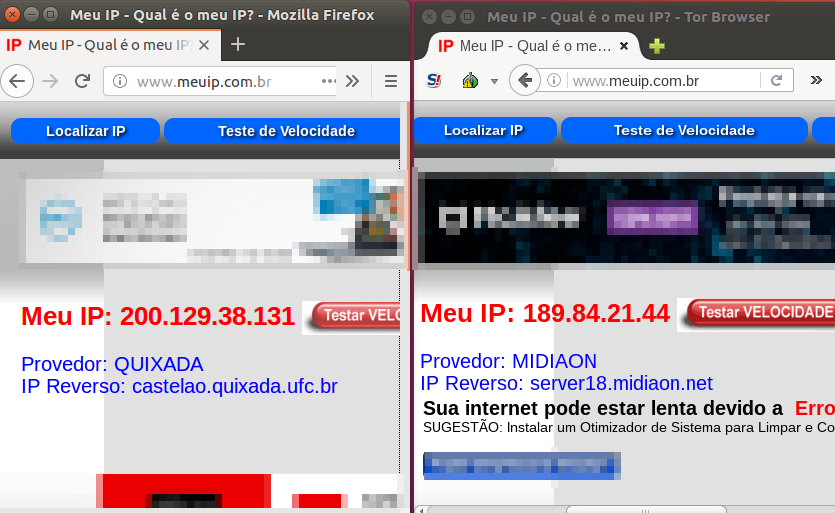 Meu IP - Qual é o meu IP? - Mozilla Firefox
Meu IP - Qual é o meu IP?
www.meuip.com.br
Localizar IP
Teste de Velocidade
Meu IP: 200.129.38.131
Testar VELOC
Provedor: QUIXADA
IP Reverso: castelao.quixada.ufc.br
Meu IP - Qual é o meu IP? - Tor Browser
Meu IP - Qual é o me...
S!
www.meuip.com.br
Localizar IP
Teste de Velocidade
Meu IP: 189.84.21.44
Testar VELOCIDADE
Provedor: MIDIAON
IP Reverso: server18.midiaon.net
Sua internet pode estar lenta devido a Erro
SUGESTÃO: Instalar um Otimizador de Sistema para Limpar e Co